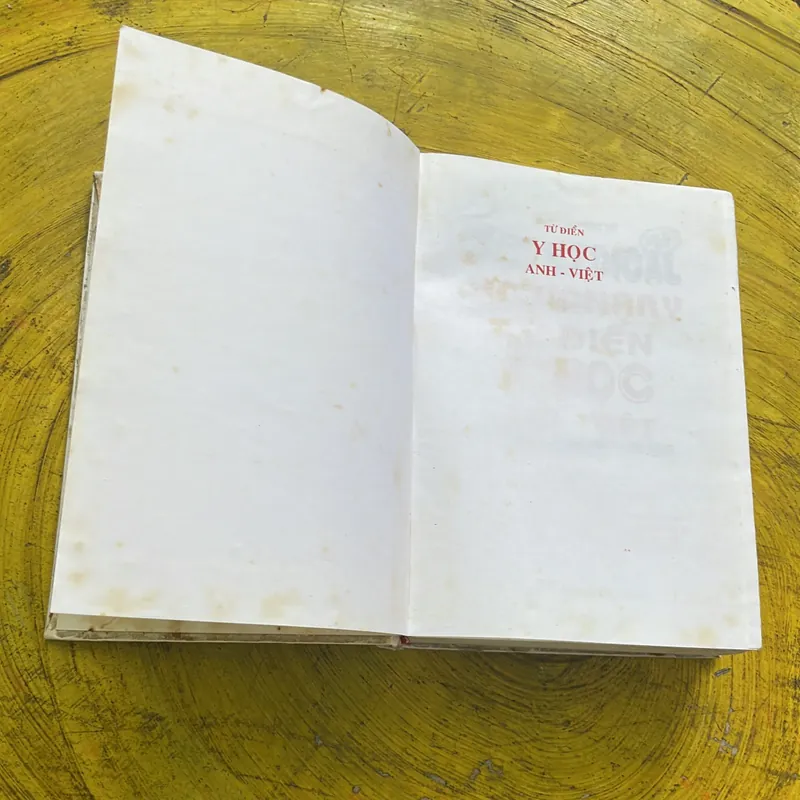 TỪ ĐIỂN
Y HỌC
ANH - VIỆT